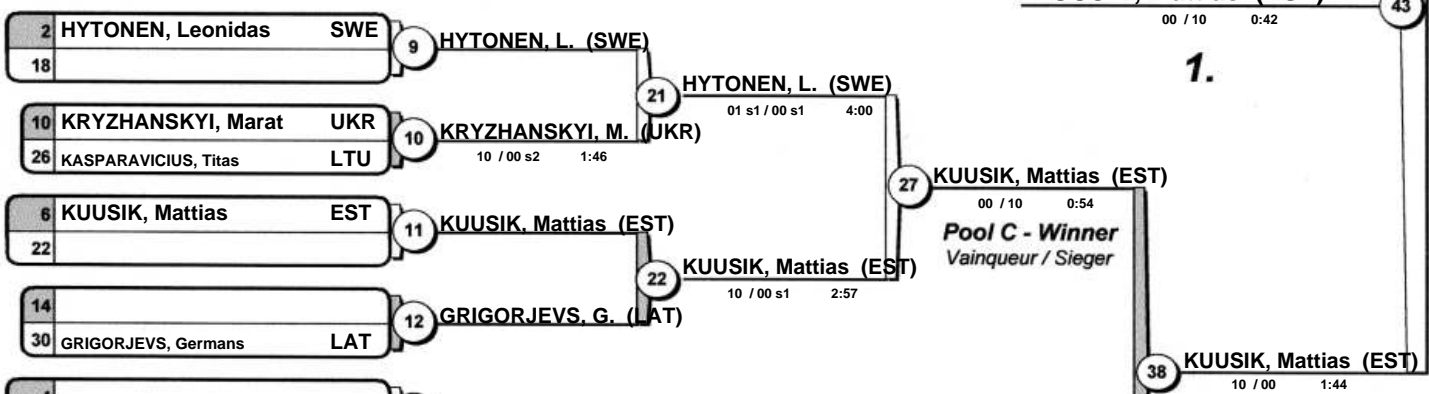 00 / 10 0:42
43
1.
2 HYTONEN, Leonidas SWE
18
9
HYTONEN, L. (SWE)
21
HYTONEN, L. (SWE)
01 s1 / 00 s1 4:00
10 KRYZHANSKYI, Marat UKR
26 KASPARAVICIUS, Titas LTU
10
KRYZHANSKYI, M. (UKR)
10 / 00 s2 1:46
27
KUUSIK, Mattias (EST)
00 / 10 0:54
Pool C - Winner
Vainqueur / Sieger
6 KUUSIK, Mattias EST
22
11
KUUSIK, Mattias (EST)
22
KUUSIK, Mattias (EST)
10 / 00 s1 2:57
14
30 GRIGORJEVS, Germans LAT
12
GRIGORJEVS, G. (LAT)
38
KUUSIK, Mattias (EST)
10 / 00 1:44